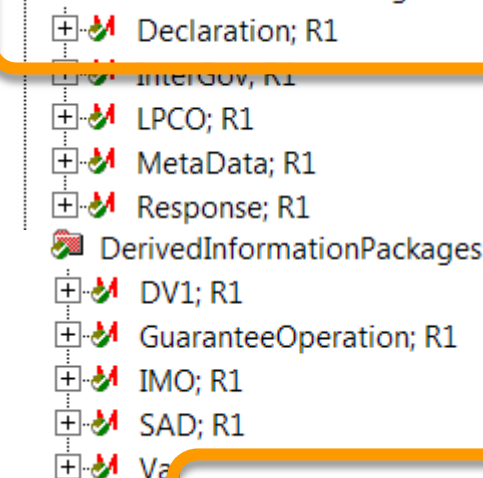 Declaration; R1
InterGov; R1
LPCO; R1
MetaData; R1
Response; R1
DerivedInformationPackages
DV1; R1
GuaranteeOperation; R1
IMO; R1
SAD; R1